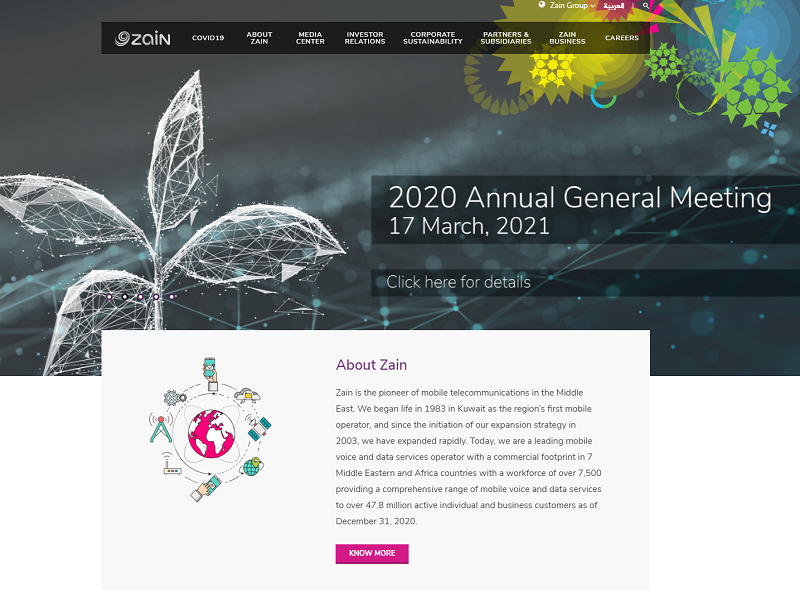 Zain Group
العربية
zain
COVID19
ABOUT
ZAIN
MEDIA
CENTER
INVESTOR
RELATIONS
CORPORATE
SUSTAINABILITY
PARTNERS &
SUBSIDIARIES
ZAIN
BUSINESS
CAREERS
2020 Annual General Meeting
17 March, 2021
Click here for details
About Zain
Zain is the pioneer of mobile telecommunications in the Middle
East. We began life in 1983 in Kuwait as the region's first mobile
operator, and since the initiation of our expansion strategy in
2003, we have expanded rapidly. Today, we are a leading mobile
voice and data services operator with a commercial footprint in 7
Middle Eastern and Africa countries with a workforce of over 7,500
providing a comprehensive range of mobile voice and data services
to over 47.8 million active individual and business customers as of
December 31, 2020.
KNOW MORE